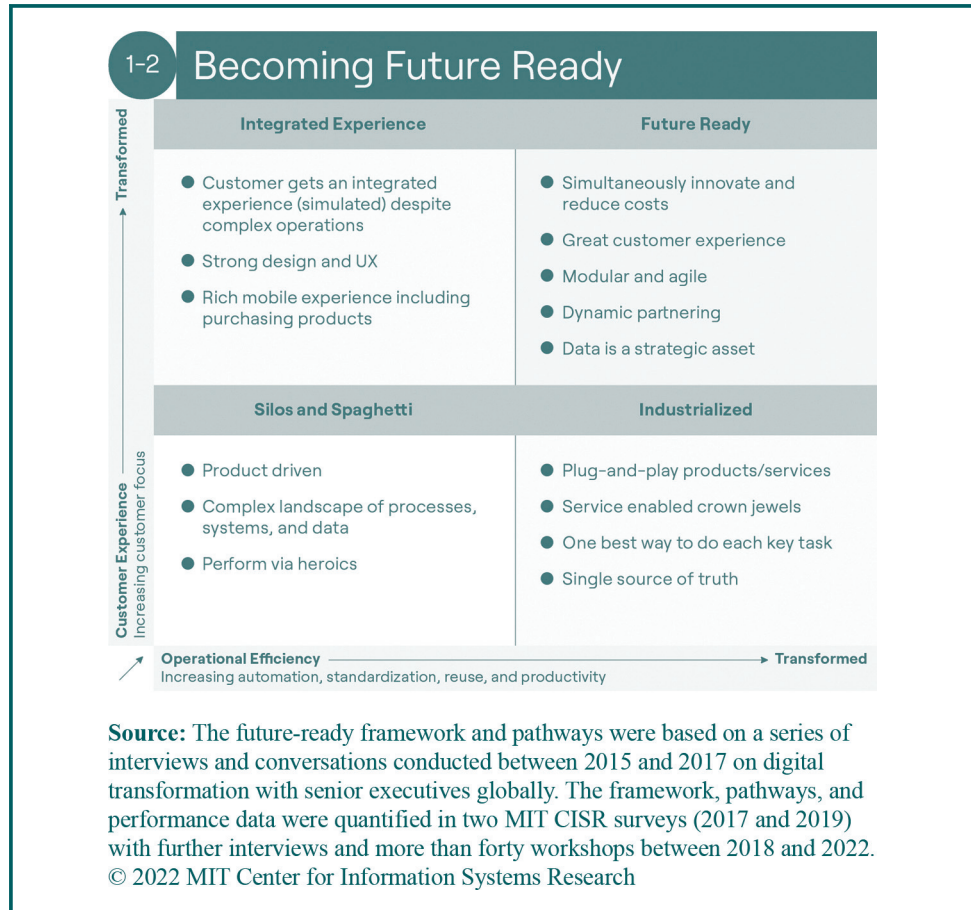 1-2
Becoming Future Ready
Transformed
Customer Experience
Increasing customer focus
Integrated Experience
Customer gets an integrated
experience (simulated) despite
complex operations
Strong design and UX
Rich mobile experience including
purchasing products
Future Ready
Simultaneously innovate and
reduce costs
Great customer experience
Modular and agile
Dynamic partnering
Data is a strategic asset
Silos and Spaghetti
Product driven
Complex landscape of processes,
systems, and data
Perform via heroics
Industrialized
Plug-and-play products/services
Service enabled crown jewels
One best way to do each key task
Single source of truth
Operational Efficiency
Transformed
Increasing automation, standardization, reuse, and productivity
Source: The future-ready framework and pathways were based on a series of
interviews and conversations conducted between 2015 and 2017 on digital
transformation with senior executives globally. The framework, pathways, and
performance data were quantified in two MIT CISR surveys (2017 and 2019)
with further interviews and more than forty workshops between 2018 and 2022.
© 2022 MIT Center for Information Systems Research